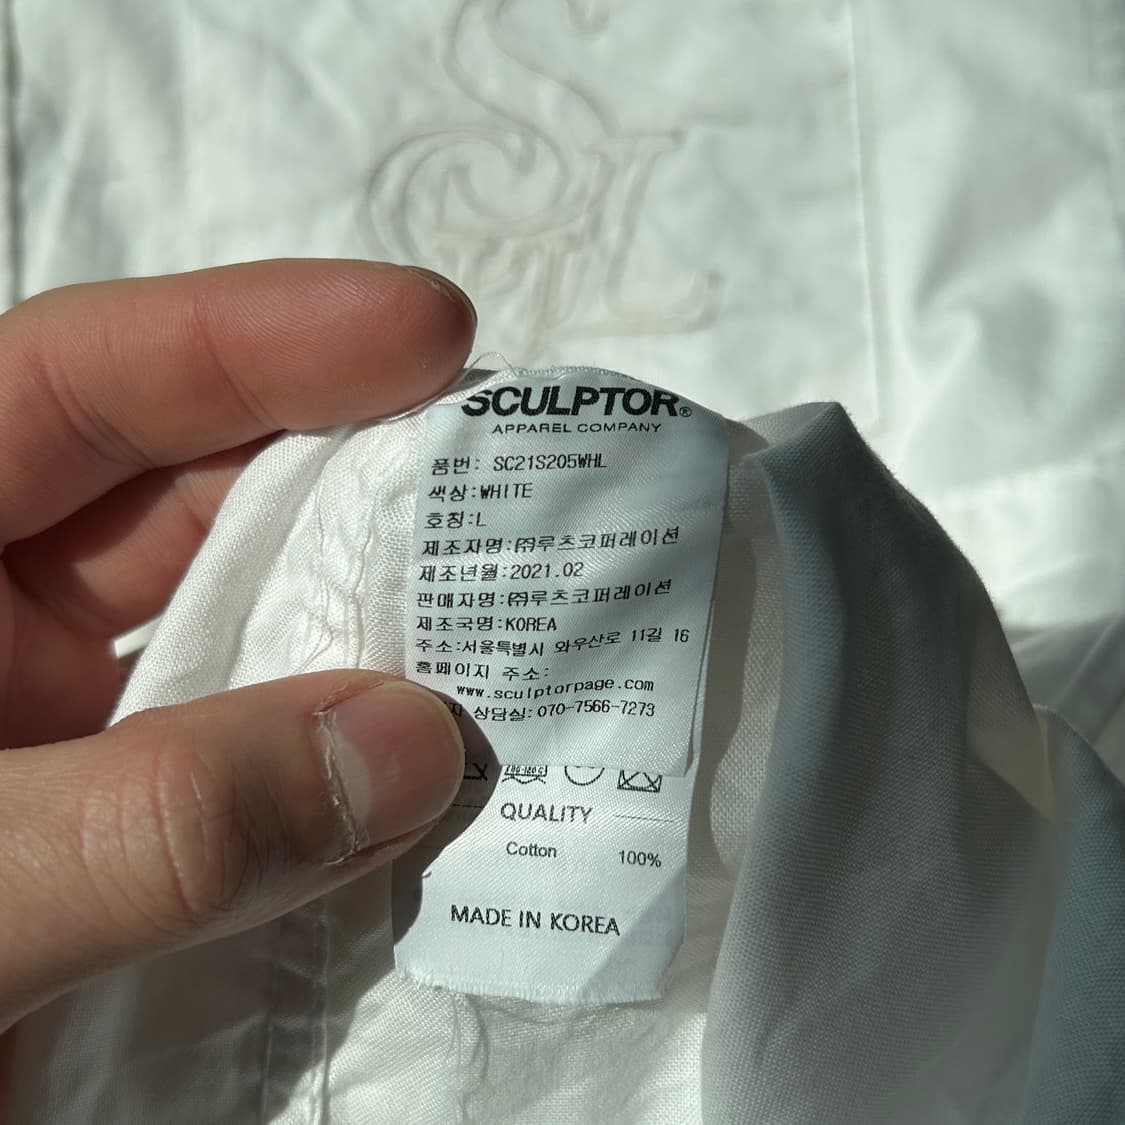 SCULPTOR®
APPAREL COMPANY
품번: SC21S205WHL
색상:WHITE
호칭:L
제조자명:㈜루츠코퍼레이션
제조년월:2021.02
판매자명:㈜루츠코퍼레이션
제조국명:KOREA
주소:서울특별시 와우산로 11길 16
홈페이지 주소:
www.sculptorpage.com
상담실: 070-7566-7273
QUALITY
Cotton 100%
MADE IN KOREA